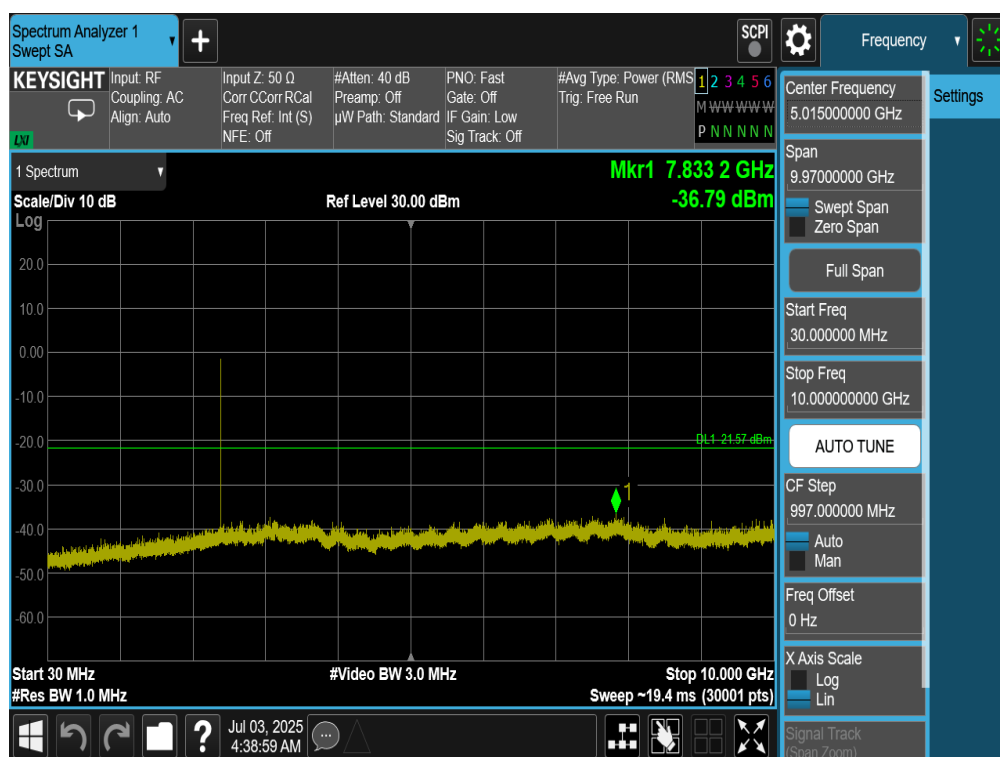 Spectrum Analyzer 1
Swept SA
+
SCPI
Frequency
KEYSIGHT
LXI
Input: RF
Coupling: AC
Align: Auto
Input Z: 50 Ω
Corr CCorr RCal
Freq Ref: Int (S)
NFE: Off
#Atten: 40 dB
Preamp: Off
µW Path: Standard
PNO: Fast
Gate: Off
IF Gain: Low
Sig Track: Off
#Avg Type: Power (RMS
Trig: Free Run
1 2 3 4 5 6
M W W W W W
P N N N N N
1 Spectrum
Mkr1 7.833 2 GHz
-36.79 dBm
Scale/Div 10 dB
Ref Level 30.00 dBm
Log
20.0
10.0
0.00
-10.0
-20.0
-30.0
-40.0
-50.0
-60.0
DL1 -21.57 dBm
1
Start 30 MHz
#Video BW 3.0 MHz
Stop 10.000 GHz
#Res BW 1.0 MHz
Sweep ~19.4 ms (30001 pts)
?
Jul 03, 2025
4:38:59 AM
Center Frequency
5.015000000 GHz
Span
9.97000000 GHz
Swept Span
Zero Span
Full Span
Start Freq
30.000000 MHz
Stop Freq
10.000000000 GHz
AUTO TUNE
CF Step
997.000000 MHz
Auto
Man
Freq Offset
0 Hz
X Axis Scale
Log
Lin
Signal Track
(Span Zoom)
Settings